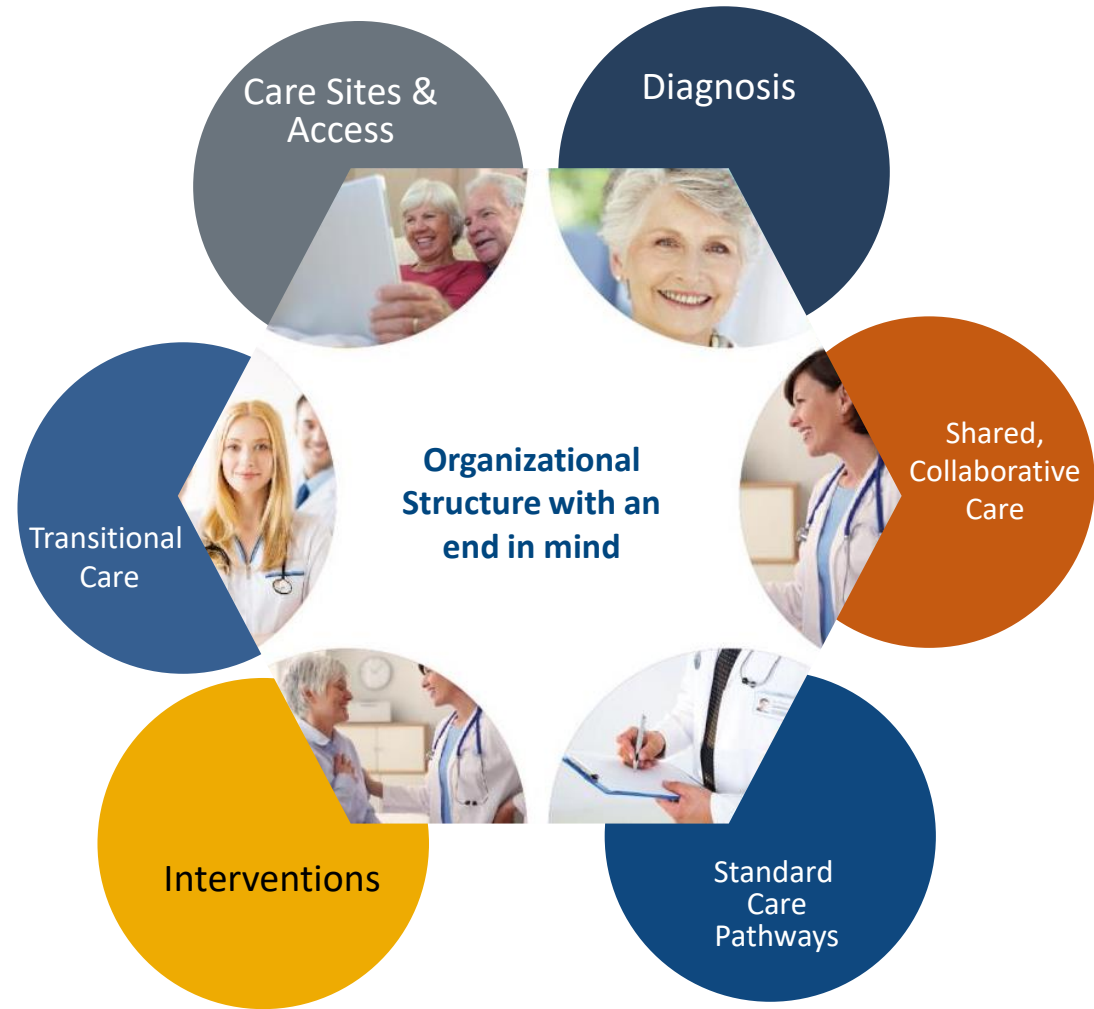 Care Sites &
Access
Diagnosis
Shared,
Collaborative
Care
Organizational
Structure with an
end in mind
Transitional
Care
Interventions
Standard
Care
Pathways